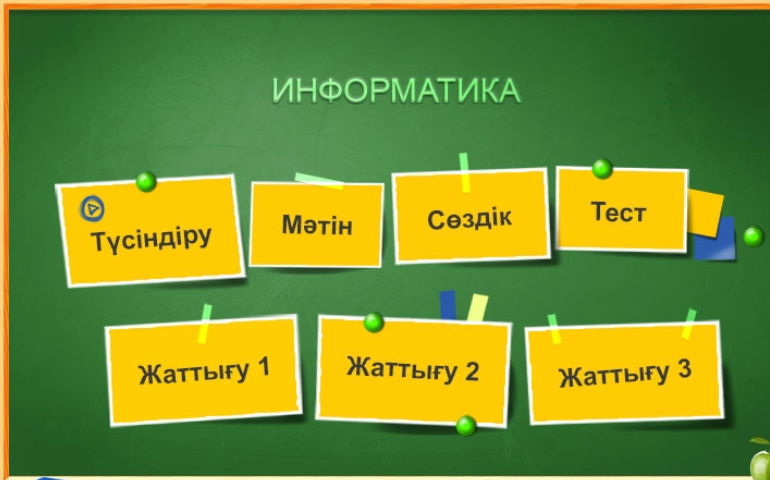 ИНФОРМАТИКА
Түсіндіру
Мәтін
Сөздік
Тест
Жаттығу 1
Жаттығу 2
Жаттығу 3